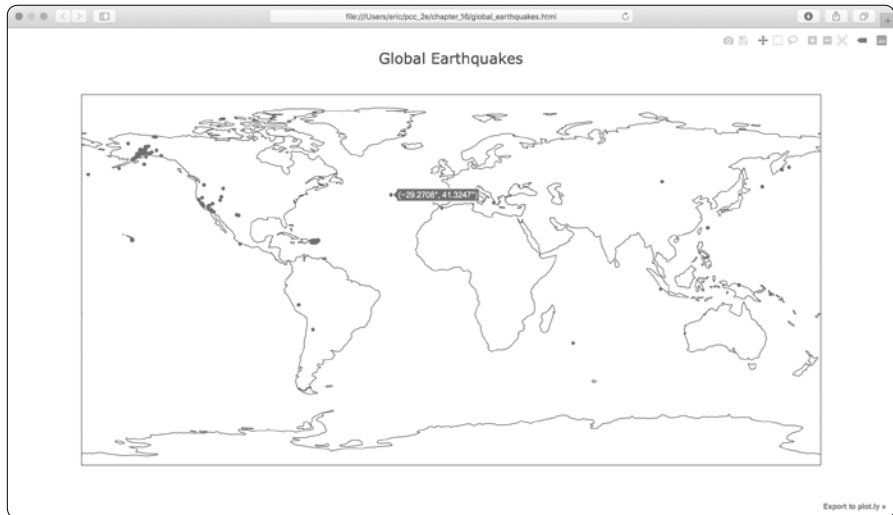 file:///Users/eric/pcc_2e/chapter_16/global_earthquakes.html
Global Earthquakes
(−29.2708°, 41.3247°)
Export to plot.ly »